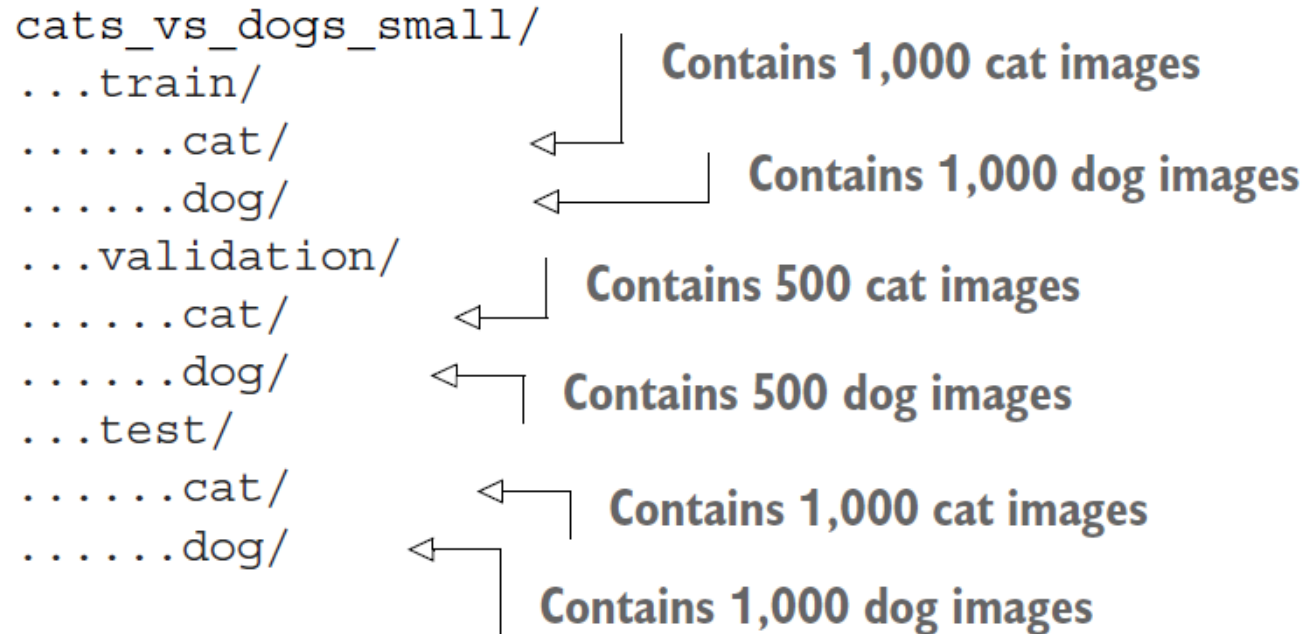 cats_vs_dogs_small/
Contains 1,000 cat images
...train/
......cat/
Contains 1,000 dog images
......dog/
...validation/
Contains 500 cat images
......cat/
......dog/
Contains 500 dog images
...test/
......cat/
Contains 1,000 cat images
......dog/
Contains 1,000 dog images